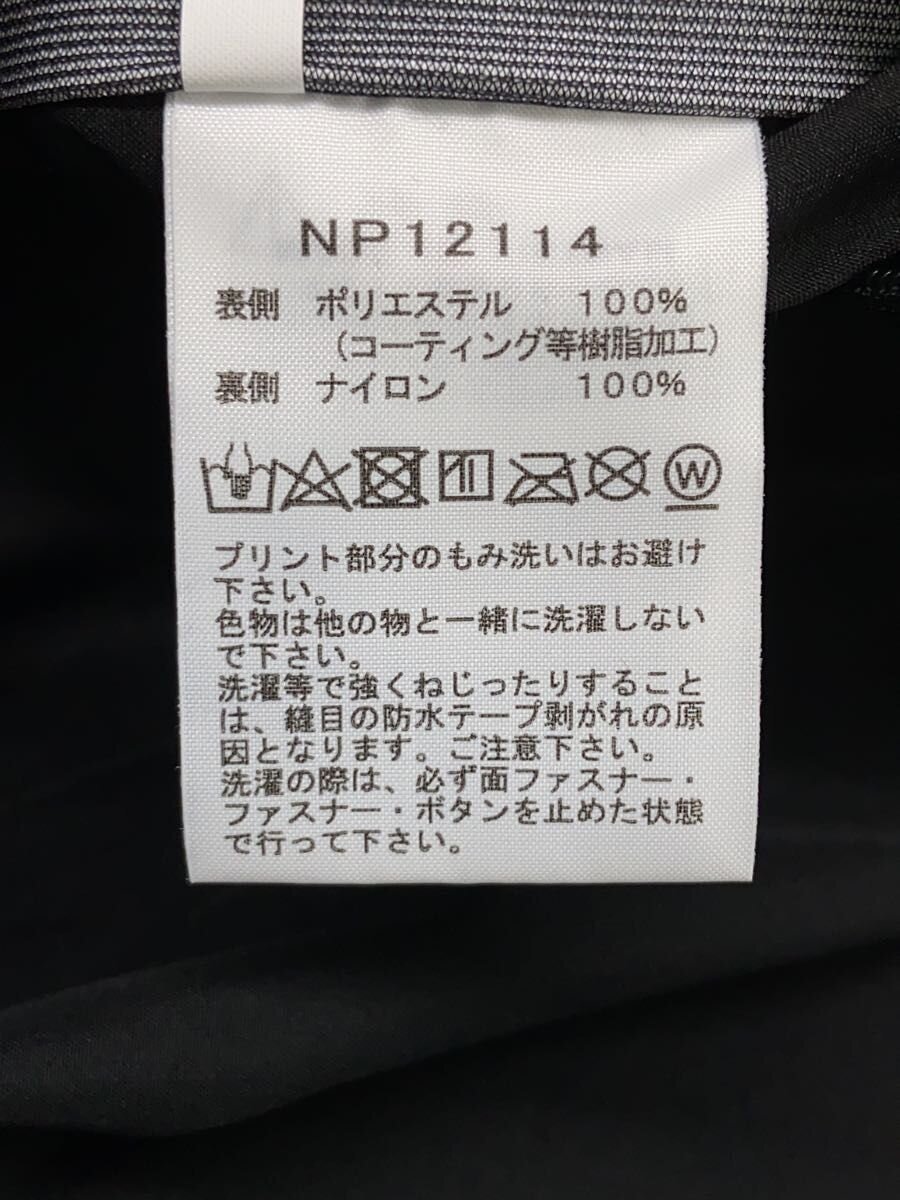 NP12114
表側 ポリエステル 100%
(コーティング等樹脂加工)
裏側 ナイロン 100%
W
プリント部分のもみ洗いはお避け
下さい。
色物は他の物と一緒に洗濯しない
で下さい。
洗濯等で強くねじったりすること
は、縫目の防水テープ剥がれの原
因となります。ご注意下さい。
洗濯の際は、必ず面ファスナー・
ファスナー・ボタンを止めた状態
で行って下さい。